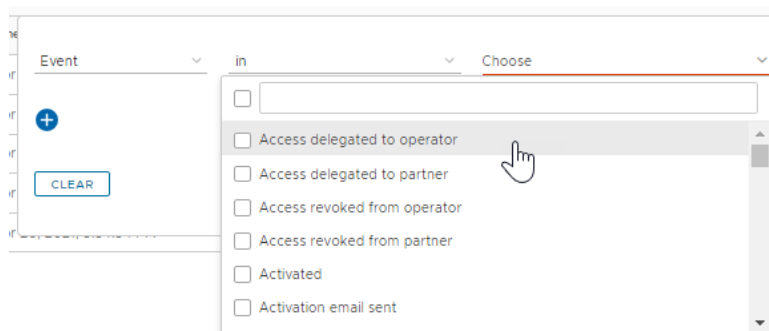 Event in Choose
Access delegated to operator
Access delegated to partner
CLEAR
Access revoked from operator
Access revoked from partner
Activated
Activation email sent